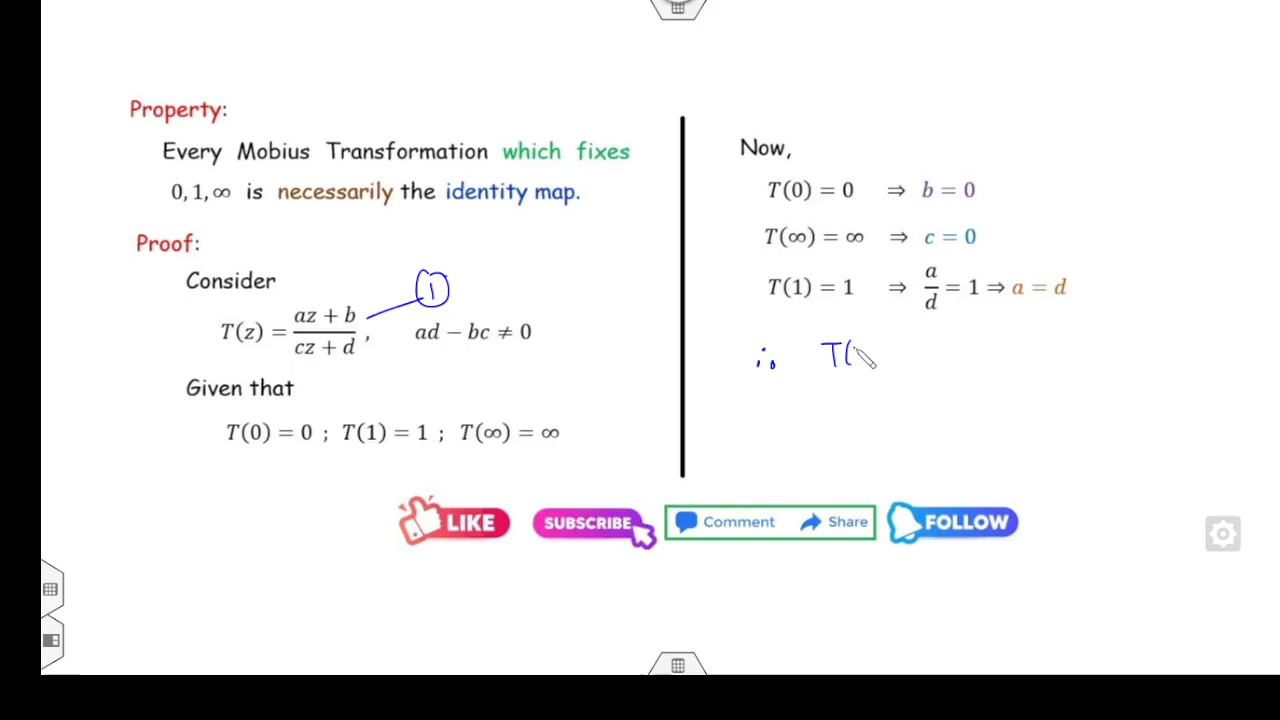 Property:
Every Mobius Transformation which fixes
0, 1, ∞ is necessarily the identity map.
Proof:
Consider
T(z) = (az + b)/(cz + d), ad − bc ≠ 0
1
Given that
T(0) = 0 ; T(1) = 1 ; T(∞) = ∞
Now,
T(0) = 0 ⇒ b = 0
T(∞) = ∞ ⇒ c = 0
T(1) = 1 ⇒ a/d = 1 ⇒ a = d
∴ T(
LIKE
SUBSCRIBE
Comment
Share
FOLLOW